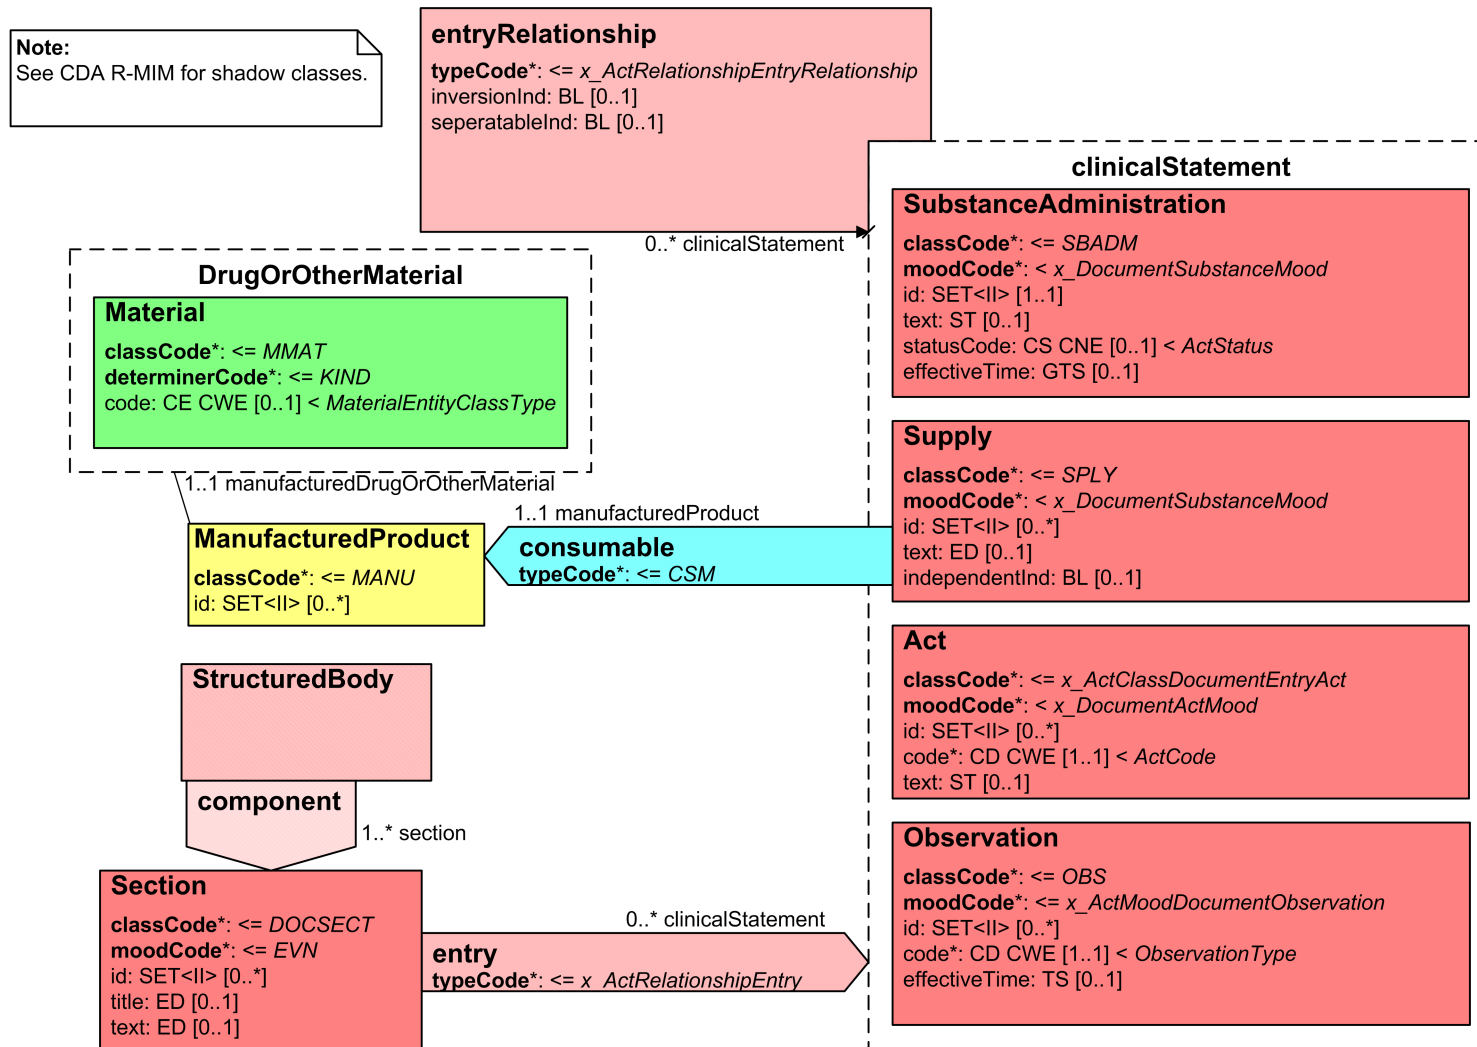 Note:
See CDA R-MIM for shadow classes.
entryRelationship
typeCode*: <= x_ActRelationshipEntryRelationship
inversionInd: BL [0..1]
seperatableInd: BL [0..1]
0..* clinicalStatement
clinicalStatement
SubstanceAdministration
classCode*: <= SBADM
moodCode*: < x_DocumentSubstanceMood
id: SET<II> [1..1]
text: ST [0..1]
statusCode: CS CNE [0..1] < ActStatus
effectiveTime: GTS [0..1]
DrugOrOtherMaterial
Material
classCode*: <= MMAT
determinerCode*: <= KIND
code: CE CWE [0..1] < MaterialEntityClassType
1..1 manufacturedDrugOrOtherMaterial
ManufacturedProduct
classCode*: <= MANU
id: SET<II> [0..*]
1..1 manufacturedProduct
consumable
typeCode*: <= CSM
Supply
classCode*: <= SPLY
moodCode*: < x_DocumentSubstanceMood
id: SET<II> [0..*]
text: ED [0..1]
independentInd: BL [0..1]
Act
classCode*: <= x_ActClassDocumentEntryAct
moodCode*: < x_DocumentActMood
id: SET<II> [0..*]
code*: CD CWE [1..1] < ActCode
text: ST [0..1]
StructuredBody
component
1..* section
Section
classCode*: <= DOCSECT
moodCode*: <= EVN
id: SET<II> [0..*]
title: ED [0..1]
text: ED [0..1]
0..* clinicalStatement
entry
typeCode*: <= x_ActRelationshipEntry
Observation
classCode*: <= OBS
moodCode*: <= x_ActMoodDocumentObservation
id: SET<II> [0..*]
code*: CD CWE [1..1] < ObservationType
effectiveTime: TS [0..1]